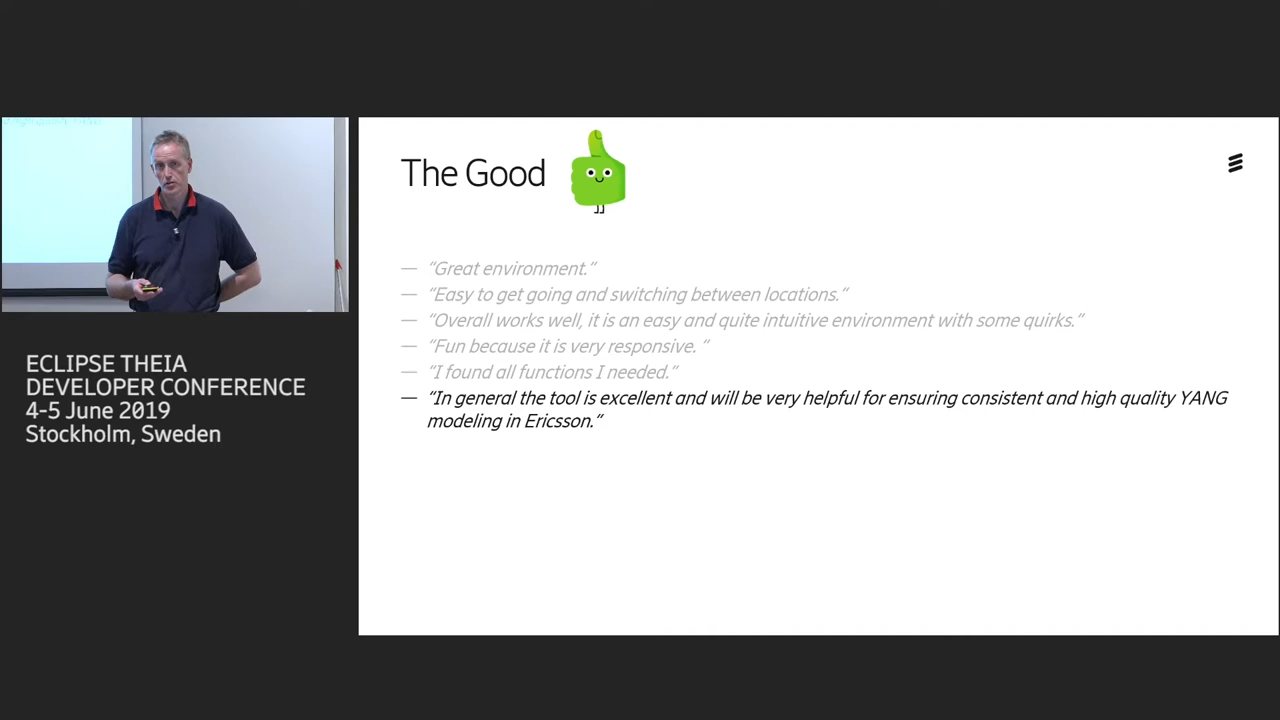 The Good
— “Great environment.”
— “Easy to get going and switching between locations.”
— “Overall works well, it is an easy and quite intuitive environment with some quirks.”
— “Fun because it is very responsive. ”
— “I found all functions I needed.”
— “In general the tool is excellent and will be very helpful for ensuring consistent and high quality YANG
modeling in Ericsson.”
ECLIPSE THEIA
DEVELOPER CONFERENCE
4-5 June 2019
Stockholm, Sweden